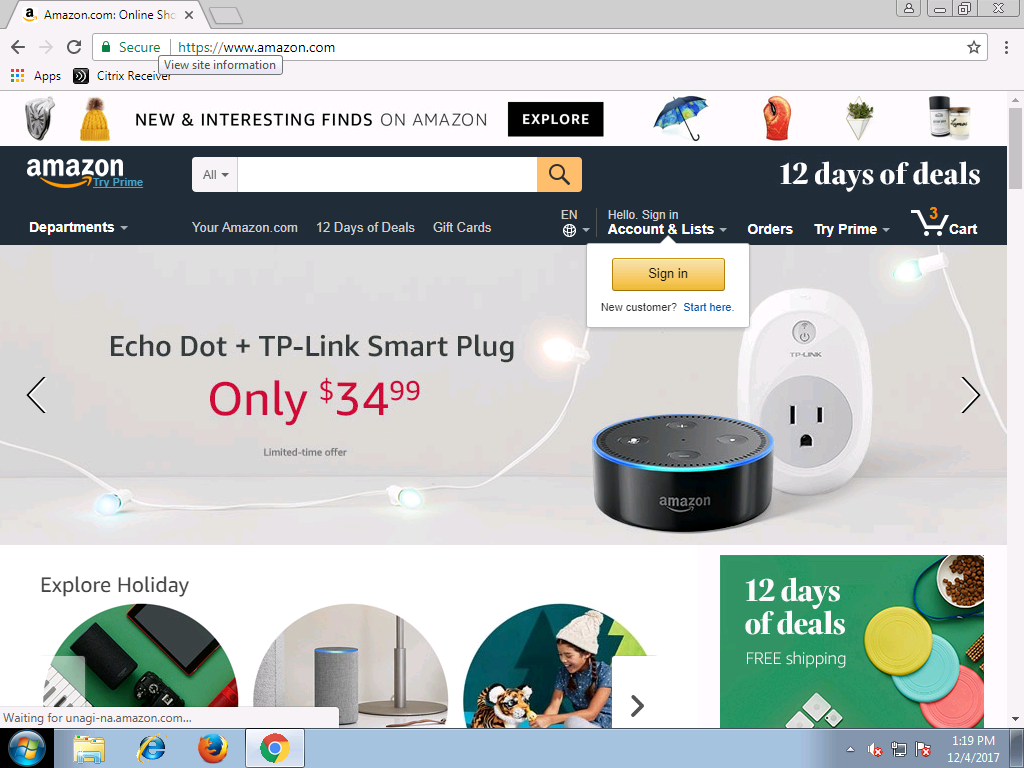 Amazon.com: Online Sho
Secure
https://www.amazon.com
View site information
Apps
Citrix Receiver
NEW & INTERESTING FINDS ON AMAZON
EXPLORE
amazon
Try Prime
All
12 days of deals
Departments
Your Amazon.com
12 Days of Deals
Gift Cards
EN
Hello. Sign in
Account & Lists
Orders
Try Prime
3
Cart
Sign in
New customer? Start here.
Echo Dot + TP-Link Smart Plug
Only $3499
Limited-time offer
TP-LINK
amazon
Explore Holiday
12 days
of deals
FREE shipping
Waiting for unagi-na.amazon.com...
1:19 PM
12/4/2017